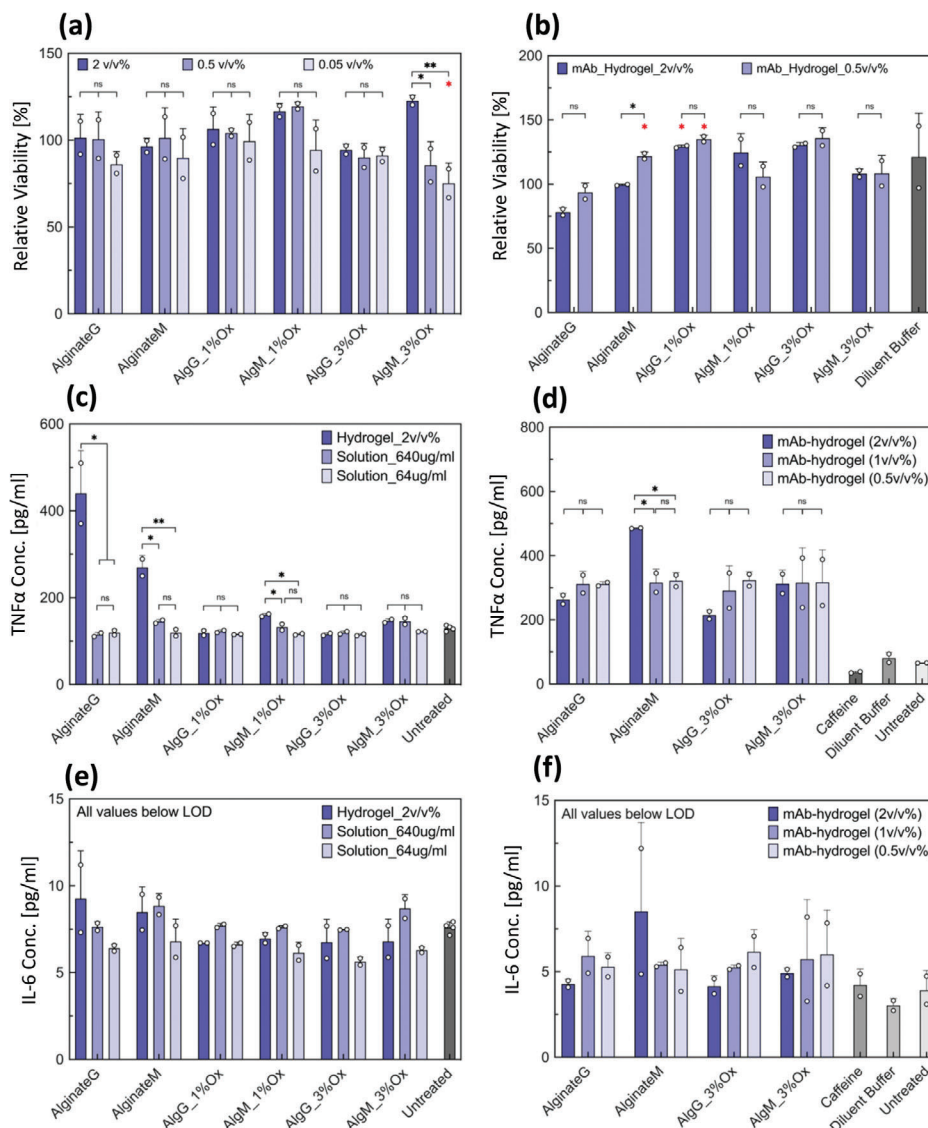 (a)
Relative Viability [%]
150
100
50
0
2 v/v%
0.5 v/v%
0.05 v/v%
ns
ns
ns
ns
ns
**
*
*
AlginateG
AlginateM
AlgG_1%Ox
AlgM_1%Ox
AlgG_3%Ox
AlgM_3%Ox
(b)
Relative Viability [%]
200
175
150
125
100
75
50
25
0
mAb_Hydrogel_2v/v%
mAb_Hydrogel_0.5v/v%
ns
*
*
*
ns
*
ns
ns
ns
AlginateG
AlginateM
AlgG_1%Ox
AlgM_1%Ox
AlgG_3%Ox
AlgM_3%Ox
Diluent Buffer
(c)
TNFα Conc. [pg/ml]
600
400
200
0
Hydrogel_2v/v%
Solution_640ug/ml
Solution_64ug/ml
*
ns
**
*
ns
ns
*
*
ns
ns
ns
AlginateG
AlginateM
AlgG_1%Ox
AlgM_1%Ox
AlgG_3%Ox
AlgM_3%Ox
Untreated
(d)
TNFα Conc. [pg/ml]
800
600
400
200
0
mAb-hydrogel (2v/v%)
mAb-hydrogel (1v/v%)
mAb-hydrogel (0.5v/v%)
ns
*
*
ns
ns
ns
AlginateG
AlginateM
AlgG_3%Ox
AlgM_3%Ox
Caffeine
Diluent Buffer
Untreated
(e)
IL-6 Conc. [pg/ml]
15
10
5
0
All values below LOD
Hydrogel_2v/v%
Solution_640ug/ml
Solution_64ug/ml
AlginateG
AlginateM
AlgG_1%Ox
AlgM_1%Ox
AlgG_3%Ox
AlgM_3%Ox
Untreated
(f)
IL-6 Conc. [pg/ml]
15
10
5
0
All values below LOD
mAb-hydrogel (2v/v%)
mAb-hydrogel (1v/v%)
mAb-hydrogel (0.5v/v%
AlginateG
AlginateM
AlgG_3%Ox
AlgM_3%Ox
Caffeine
Diluent Buffer
Untreated